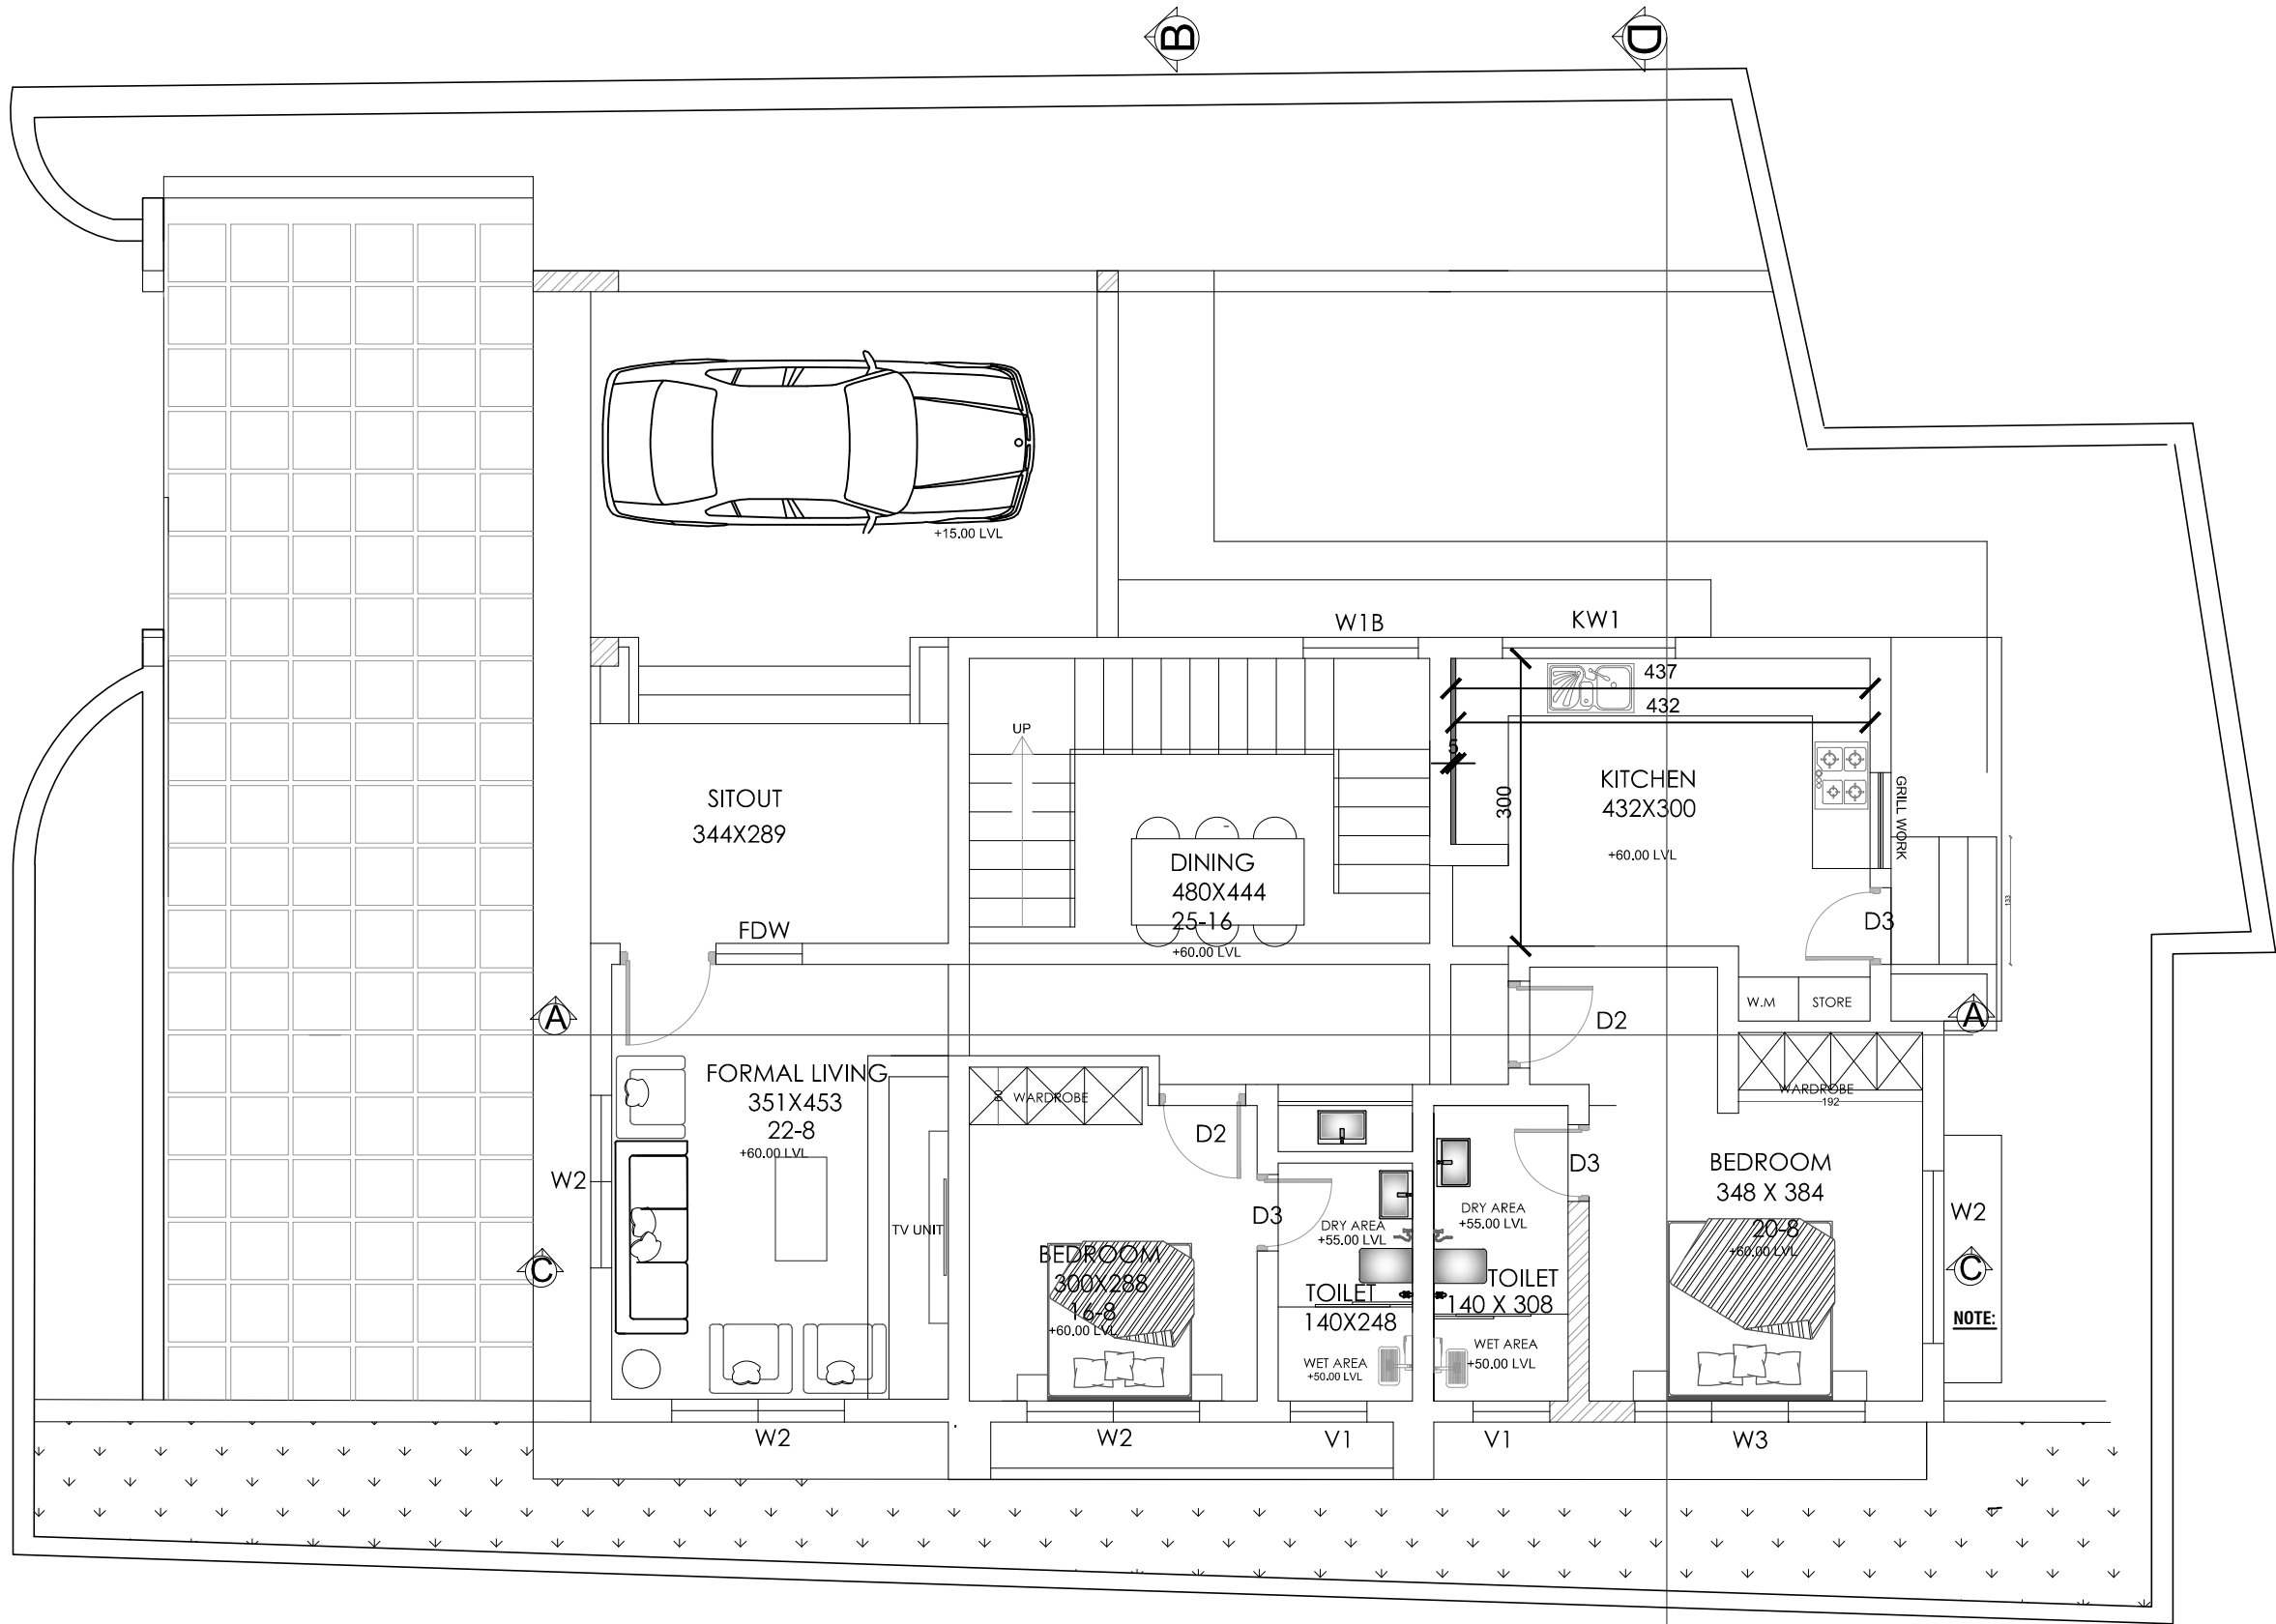 B
D
+15.00 LVL
W1B
KW1
437
432
5
300
UP
SITOUT
344X289
KITCHEN
432X300
+60.00 LVL
GRILL WORK
133
DINING
480X444
25-16
+60.00 LVL
FDW
D3
W.M
STORE
A
A
D2
FORMAL LIVING
351X453
22-8
+60.00 LVL
60
WARDROBE
WARDROBE
192
D2
D3
D3
W2
TV UNIT
BEDROOM
348 X 384
20-8
+60.00 LVL
W2
DRY AREA
+55.00 LVL
DRY AREA
+55.00 LVL
BEDROOM
300X288
16-8
+60.00 LVL
C
C
TOILET
140X248
TOILET
140 X 308
NOTE:
WET AREA
+50.00 LVL
WET AREA
+50.00 LVL
W2
W2
V1
V1
W3